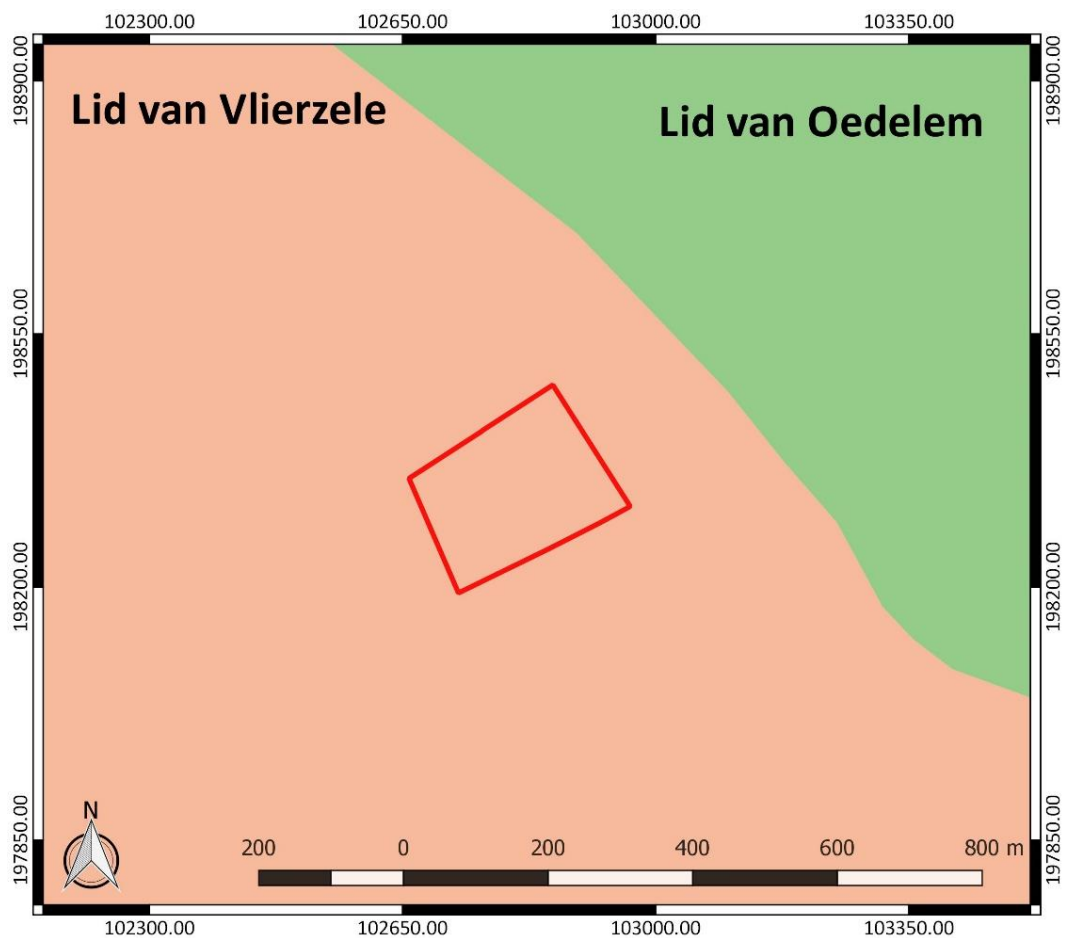 102300.00 102650.00 103000.00 103350.00
198900.00 198900.00
Lid van Vlierzele
Lid van Oedelem
198550.00 198550.00
198200.00 198200.00
197850.00 197850.00
N
200 0 200 400 600 800 m
102300.00 102650.00 103000.00 103350.00